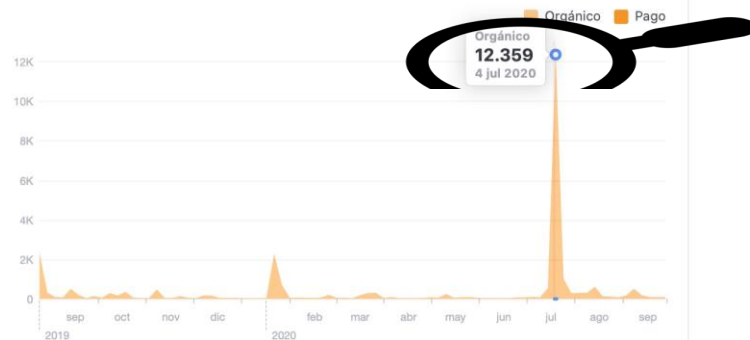 Orgánico Pago
Orgánico
12.359
4 jul 2020
12K
10K
8K
6K
4K
2K
0
sep oct nov dic feb mar abr may jun jul ago sep
2019 2020